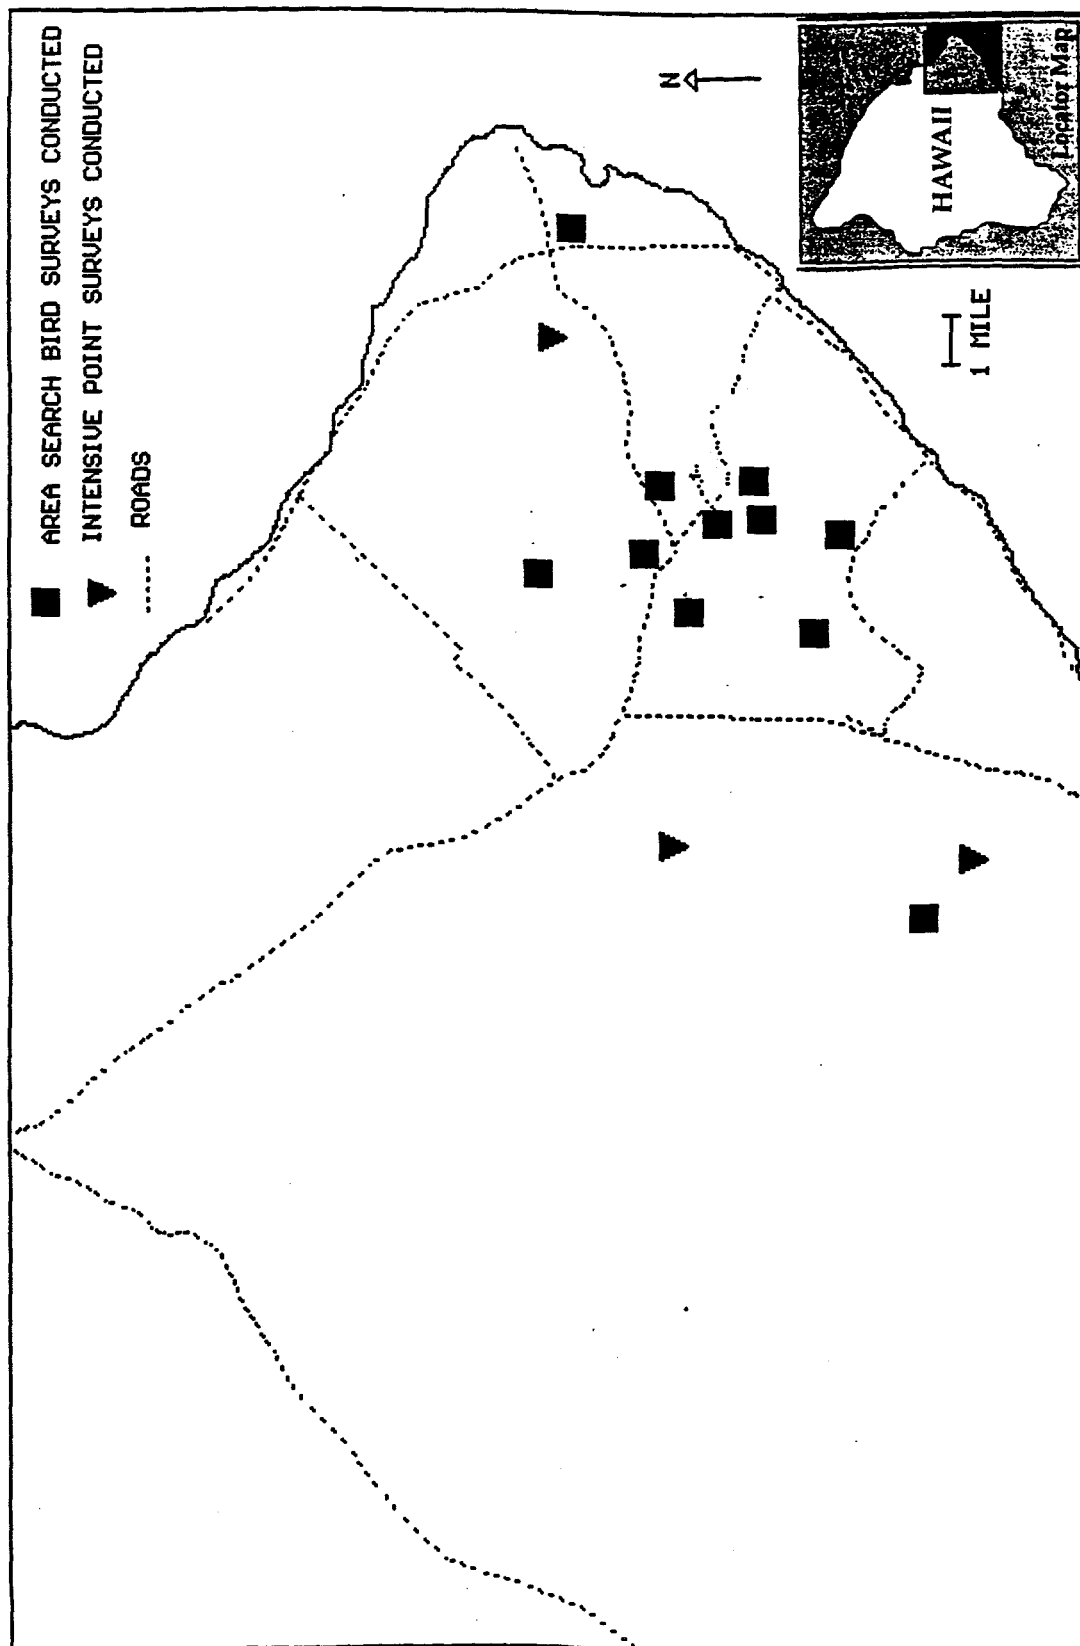 AREA SEARCH BIRD SURVEYS CONDUCTED
INTENSIVE POINT SURVEYS CONDUCTED
ROADS
N
1 MILE
HAWAII
Locator Map